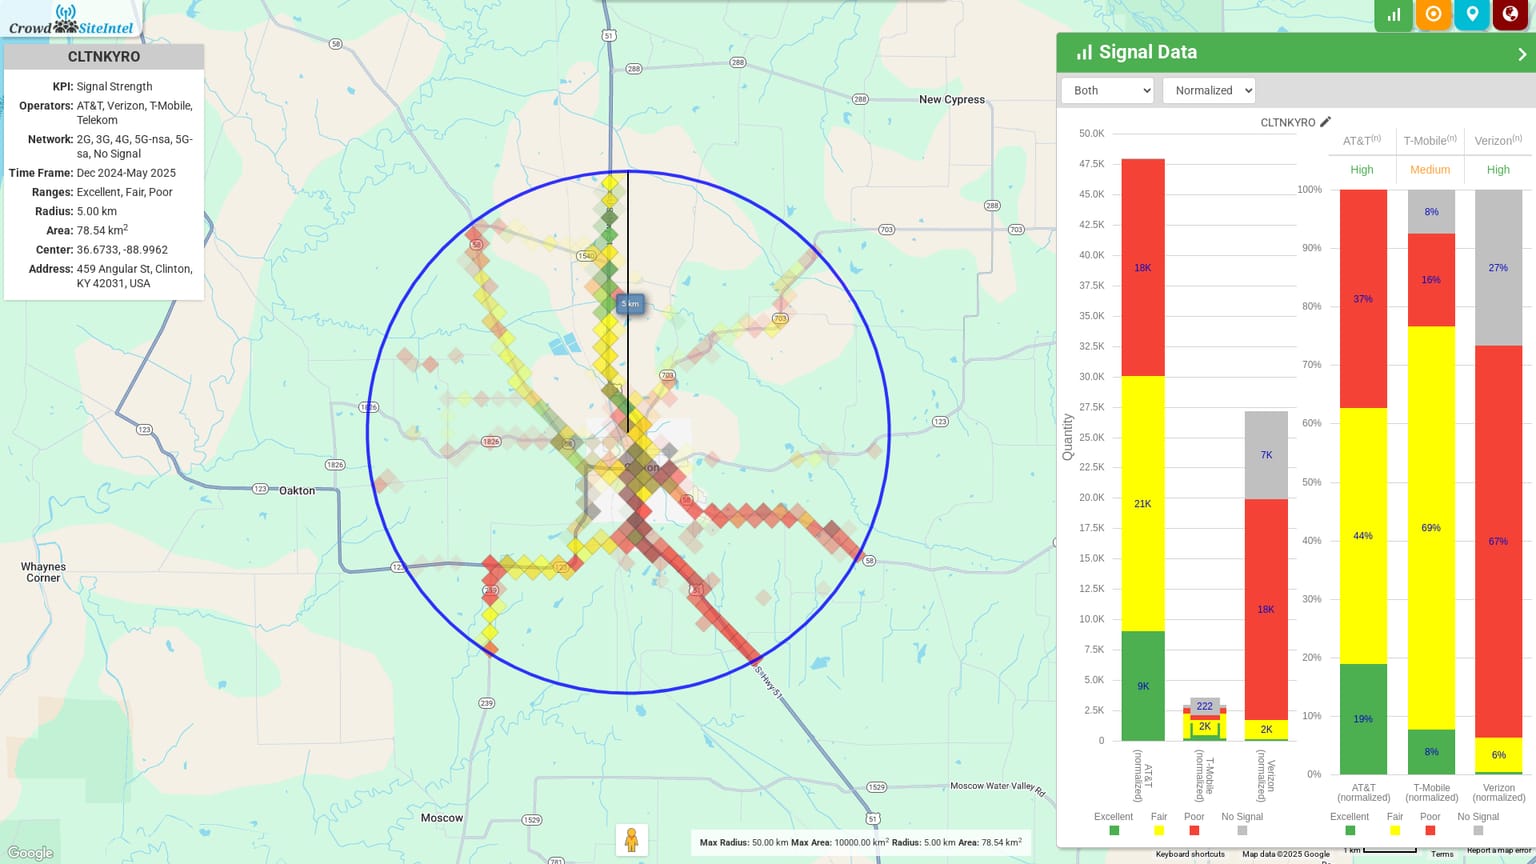 Crowd SiteIntel
CLTNKYRO
KPI: Signal Strength
Operators: AT&T, Verizon, T-Mobile,
Telekom
Network: 2G, 3G, 4G, 5G-nsa, 5G-
sa, No Signal
Time Frame: Dec 2024-May 2025
Ranges: Excellent, Fair, Poor
Radius: 5.00 km
Area: 78.54 km²
Center: 36.6733, -88.9962
Address: 459 Angular St, Clinton,
KY 42031, USA
58
51
288
288
288
New Cypress
288
703
703
58
1540
5 km
703
703
1826
123
123
58
1826
1826
123
Oakton
58
58
123
123
239
51
Whaynes
Corner
St Hwy-51
239
1529
Moscow Water Valley Rd
Moscow
1529
51
781
Google
Max Radius: 50.00 km Max Area: 10000.00 km² Radius: 5.00 km Area: 78.54 km²
Keyboard shortcuts
Map data ©2025 Google
1 km
Terms
Report a map error
Signal Data
Both
Normalized
CLTNKYRO
50.0K
47.5K
45.0K
42.5K
40.0K
37.5K
35.0K
32.5K
30.0K
27.5K
25.0K
22.5K
20.0K
17.5K
15.0K
12.5K
10.0K
7.5K
5.0K
2.5K
0
Quantity
18K
21K
9K
222
2K
7K
18K
2K
AT&T
(normalized)
T-Mobile
(normalized)
Verizon
(normalized)
Excellent Fair Poor No Signal
AT&T(n) T-Mobile(n) Verizon(n)
High Medium High
100%
90%
80%
70%
60%
50%
40%
30%
20%
10%
0%
37%
44%
19%
8%
16%
69%
8%
27%
67%
6%
AT&T
(normalized)
T-Mobile
(normalized)
Verizon
(normalized)
Excellent Fair Poor No Signal